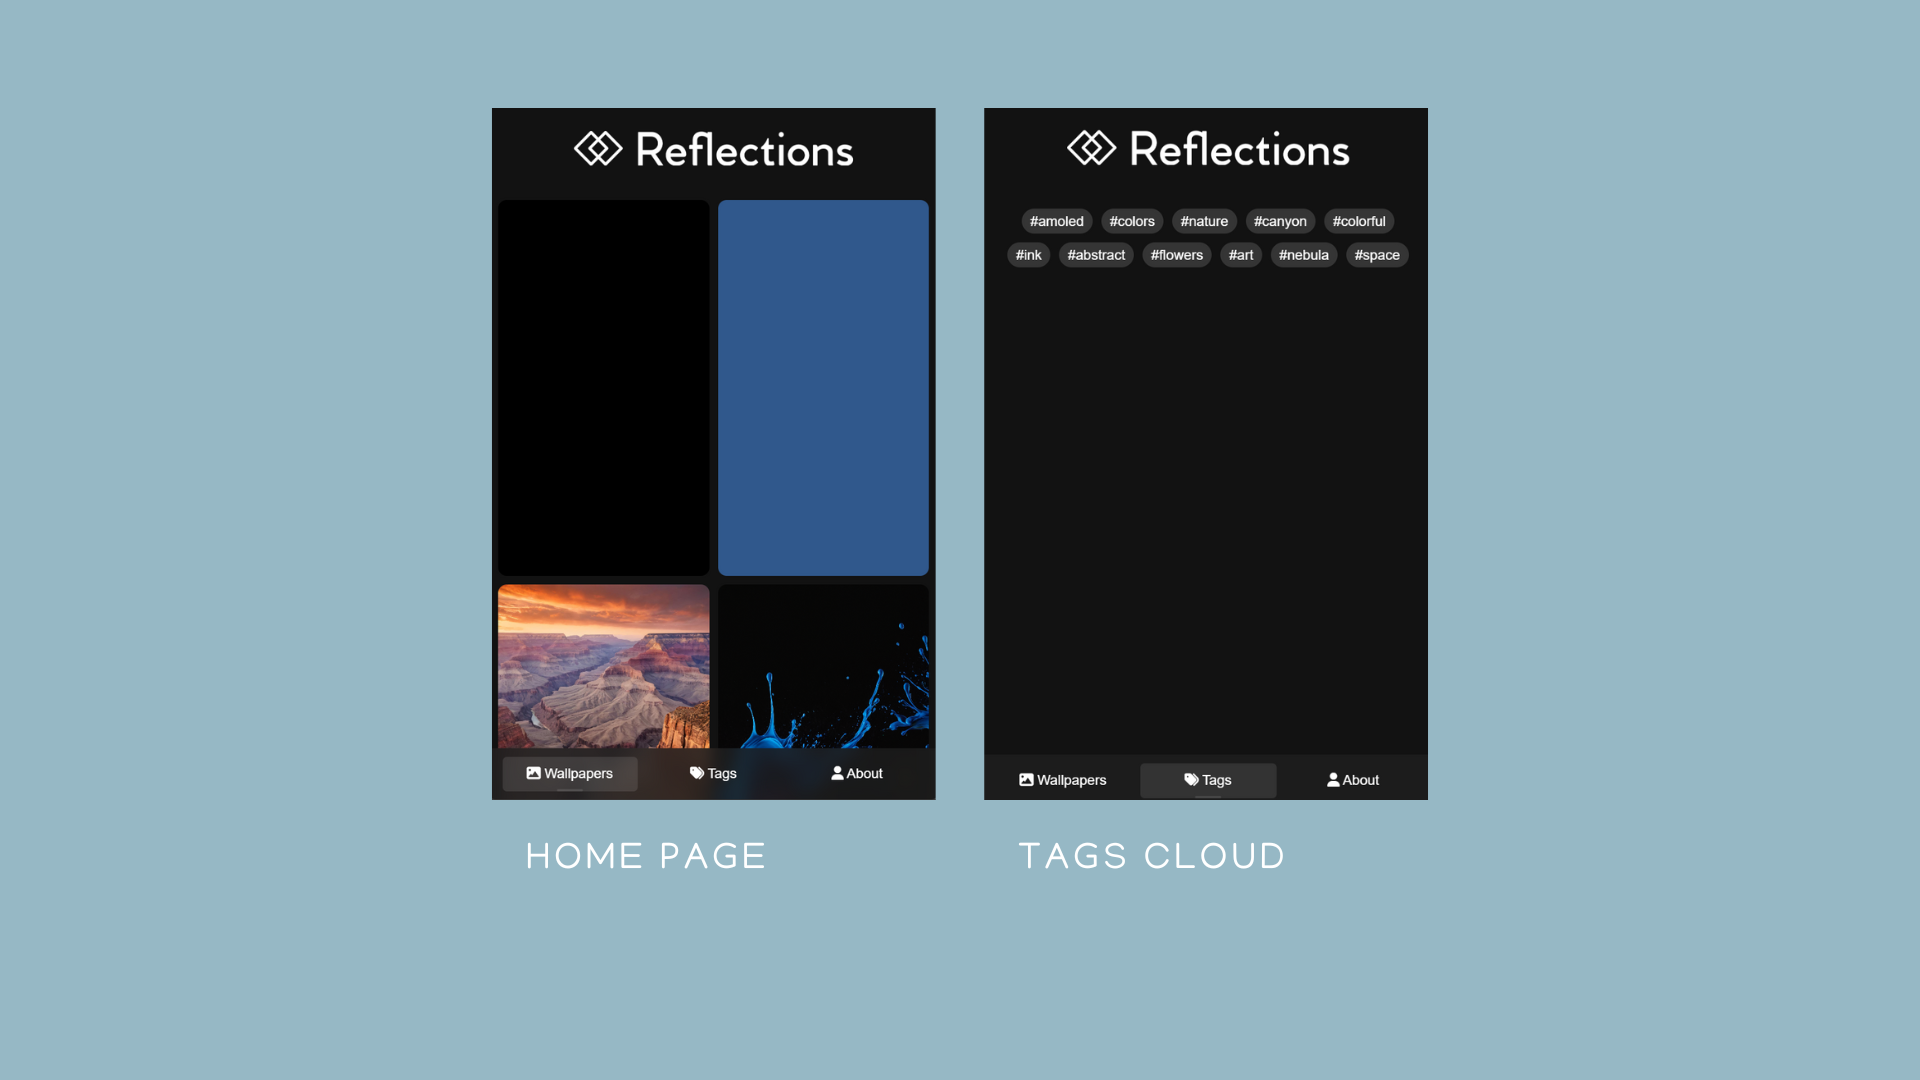 Reflections
Wallpapers Tags About
HOME PAGE
Reflections
#amoled #colors #nature #canyon #colorful
#ink #abstract #flowers #art #nebula #space
Wallpapers Tags About
TAGS CLOUD